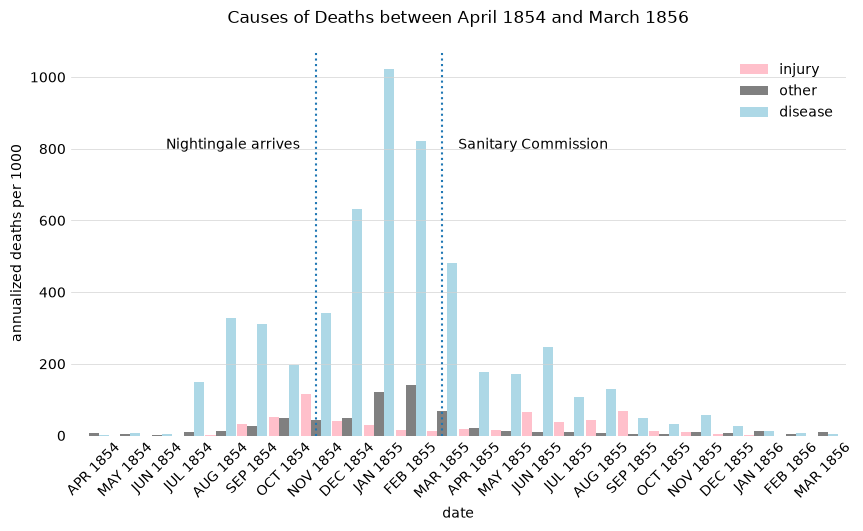 Causes of Deaths between April 1854 and March 1856
injury
other
disease
1000
800
600
400
200
0
annualized deaths per 1000
Nightingale arrives
Sanitary Commission
APR 1854
MAY 1854
JUN 1854
JUL 1854
AUG 1854
SEP 1854
OCT 1854
NOV 1854
DEC 1854
JAN 1855
FEB 1855
MAR 1855
APR 1855
MAY 1855
JUN 1855
JUL 1855
AUG 1855
SEP 1855
OCT 1855
NOV 1855
DEC 1855
JAN 1856
FEB 1856
MAR 1856
date